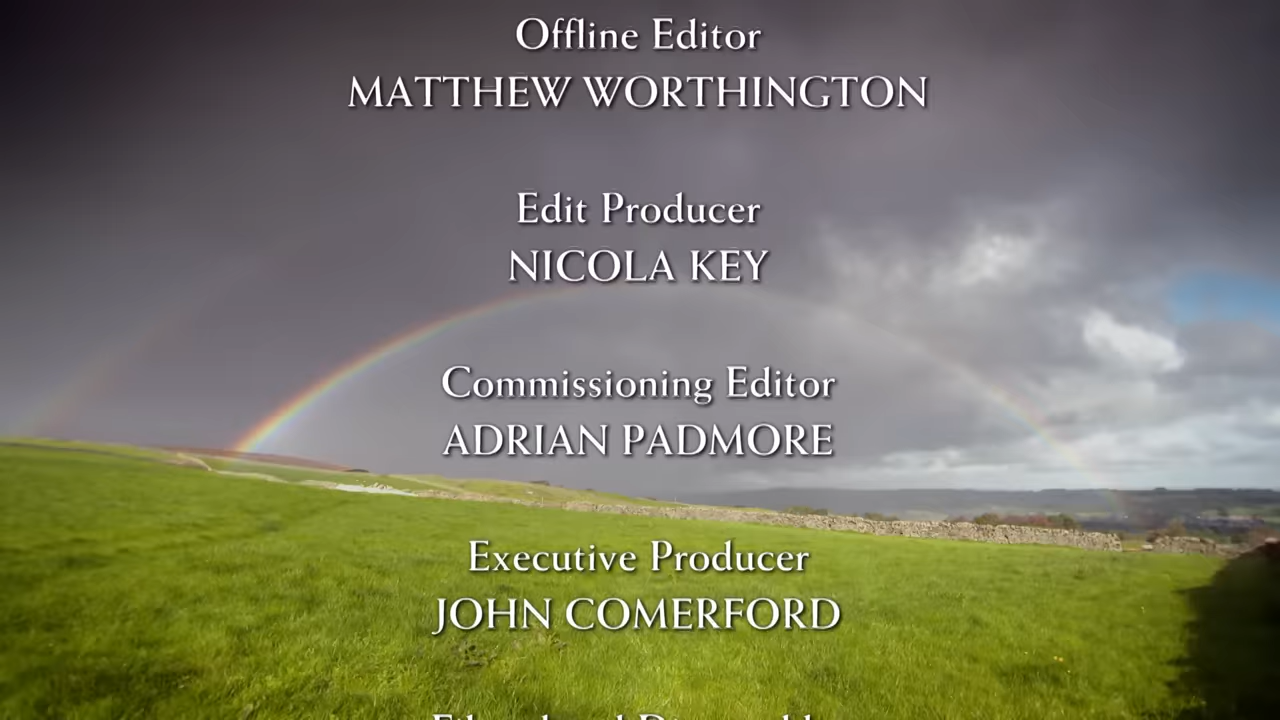 Offline Editor
MATTHEW WORTHINGTON
Edit Producer
NICOLA KEY
Commissioning Editor
ADRIAN PADMORE
Executive Producer
JOHN COMERFORD